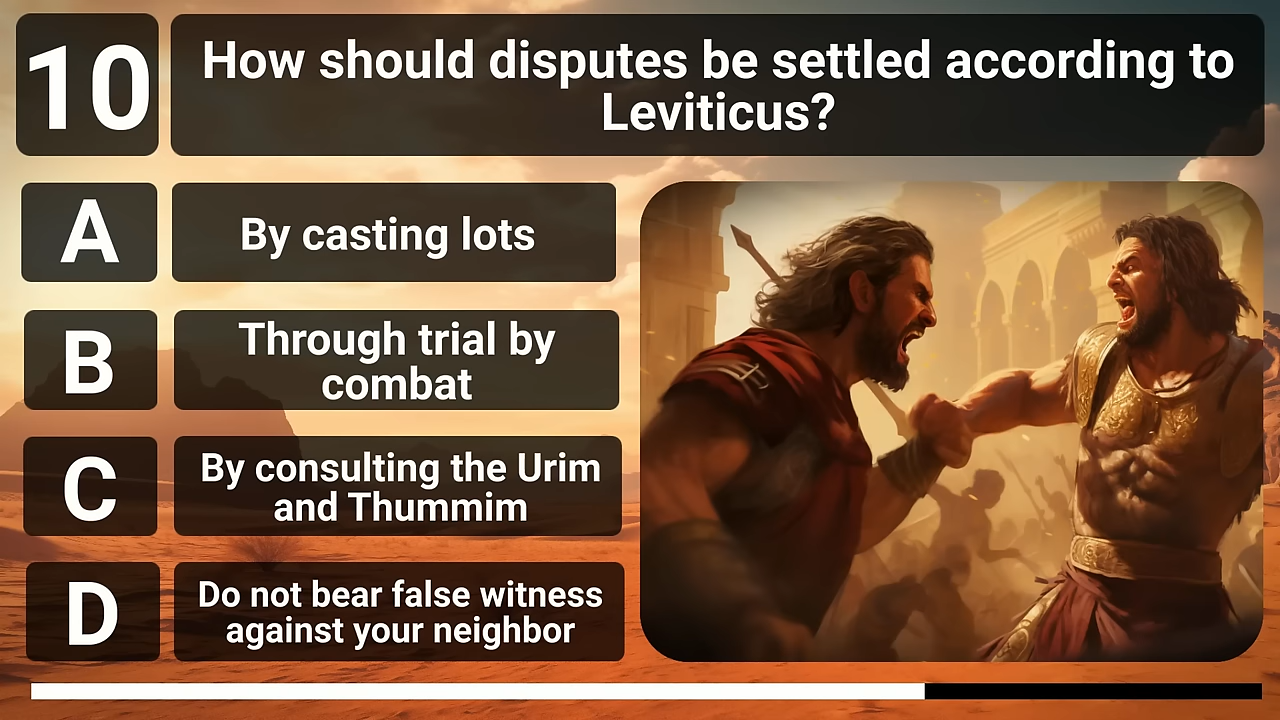 10
How should disputes be settled according to
Leviticus?
A
By casting lots
B
Through trial by
combat
C
By consulting the Urim
and Thummim
D
Do not bear false witness
against your neighbor